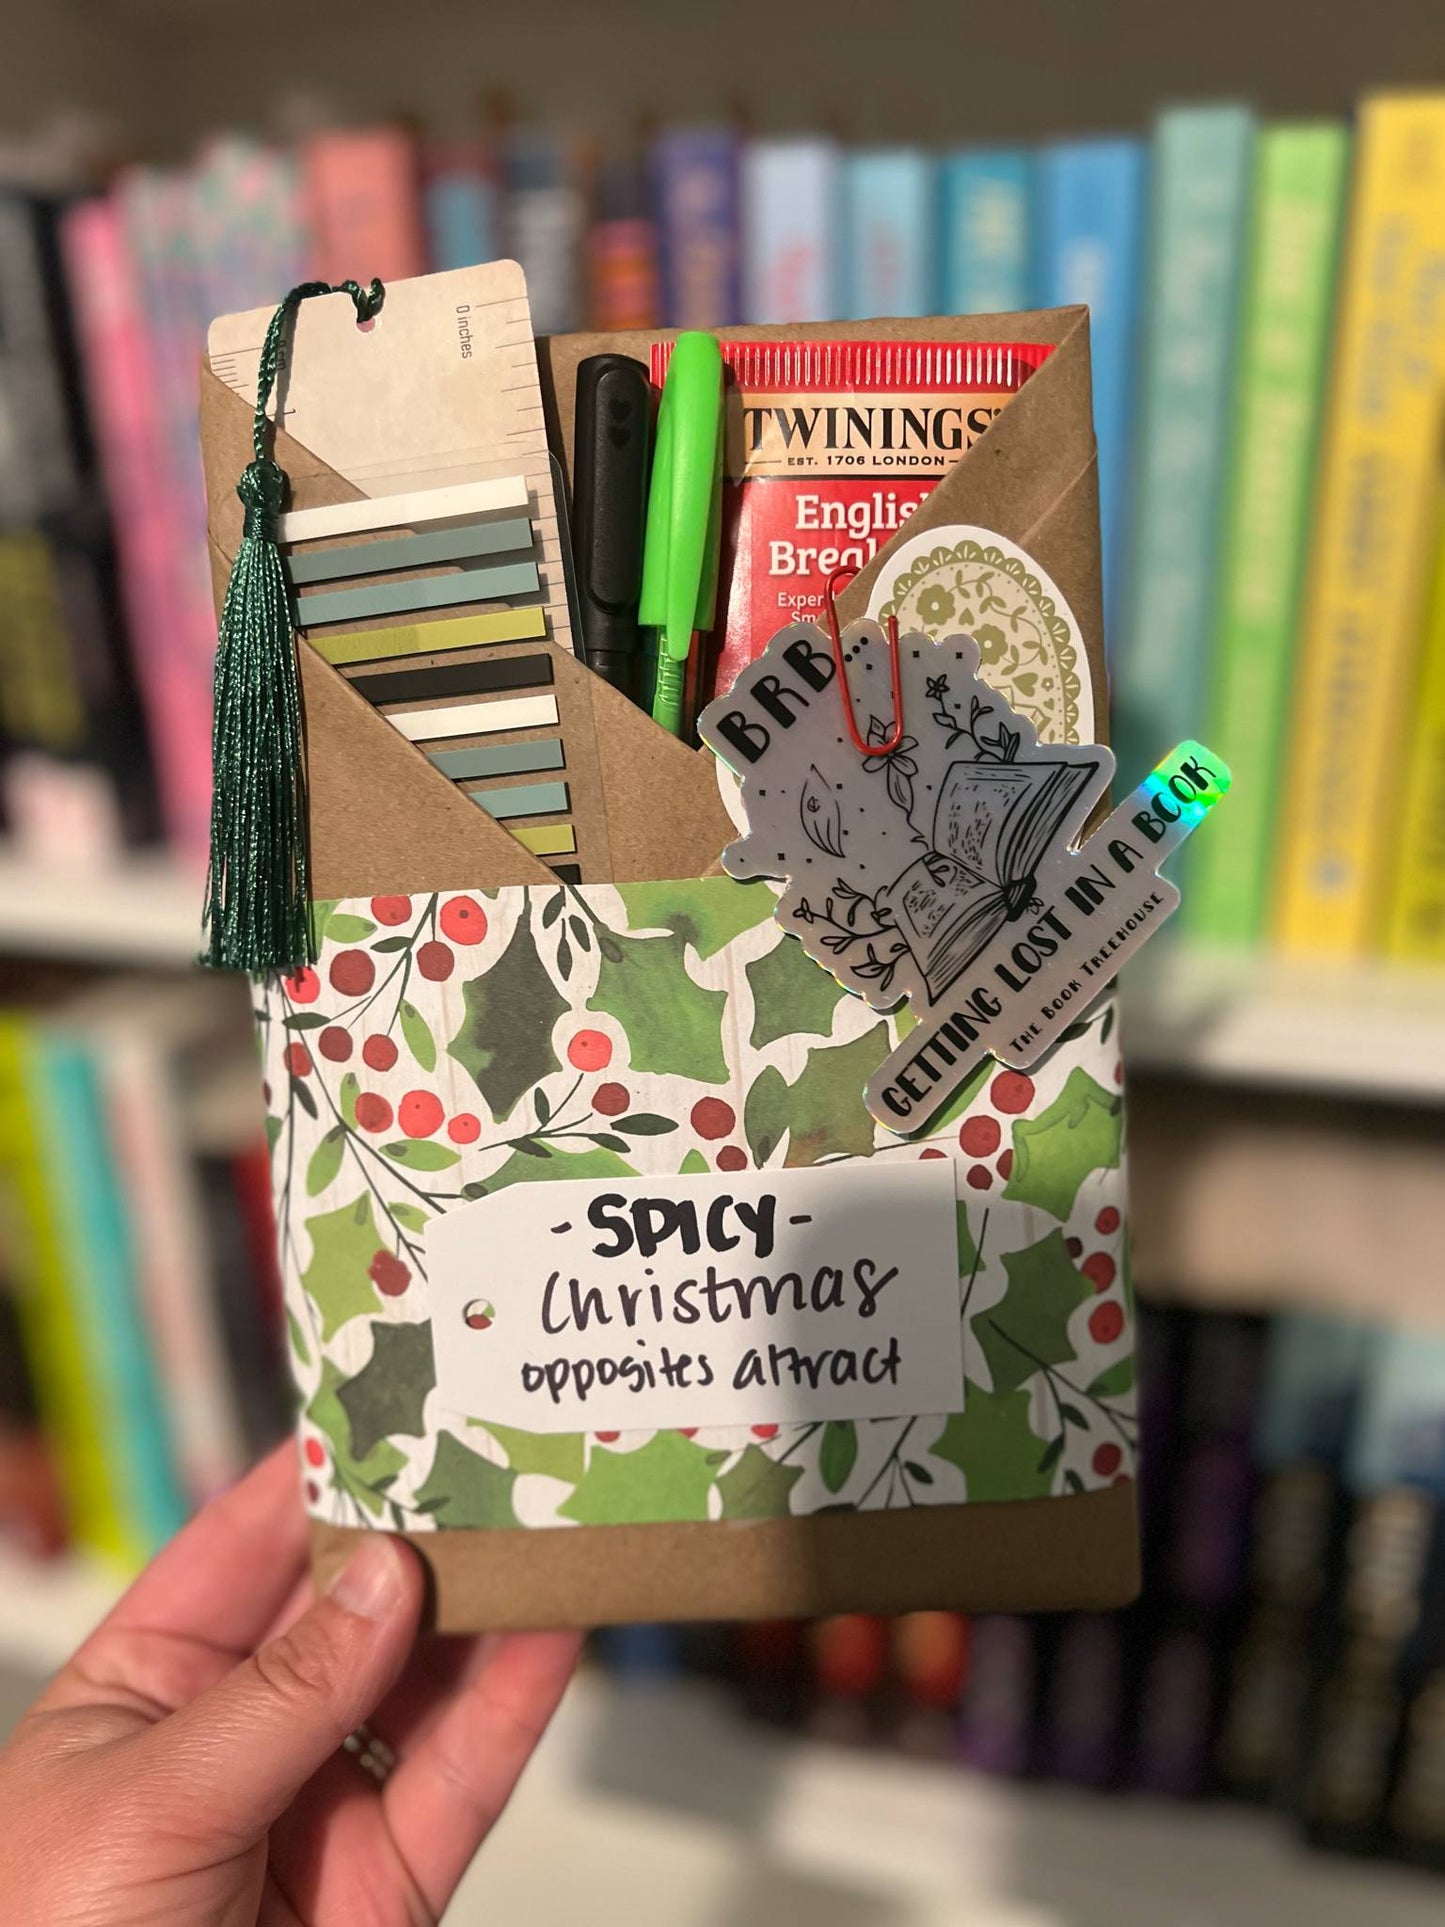 0 inches
TWININGS
EST. 1706 LONDON
English
BRB...
GETTING LOST IN A BOOK
THE BOOK TREEHOUSE
-SPICY-
Christmas
opposites attract